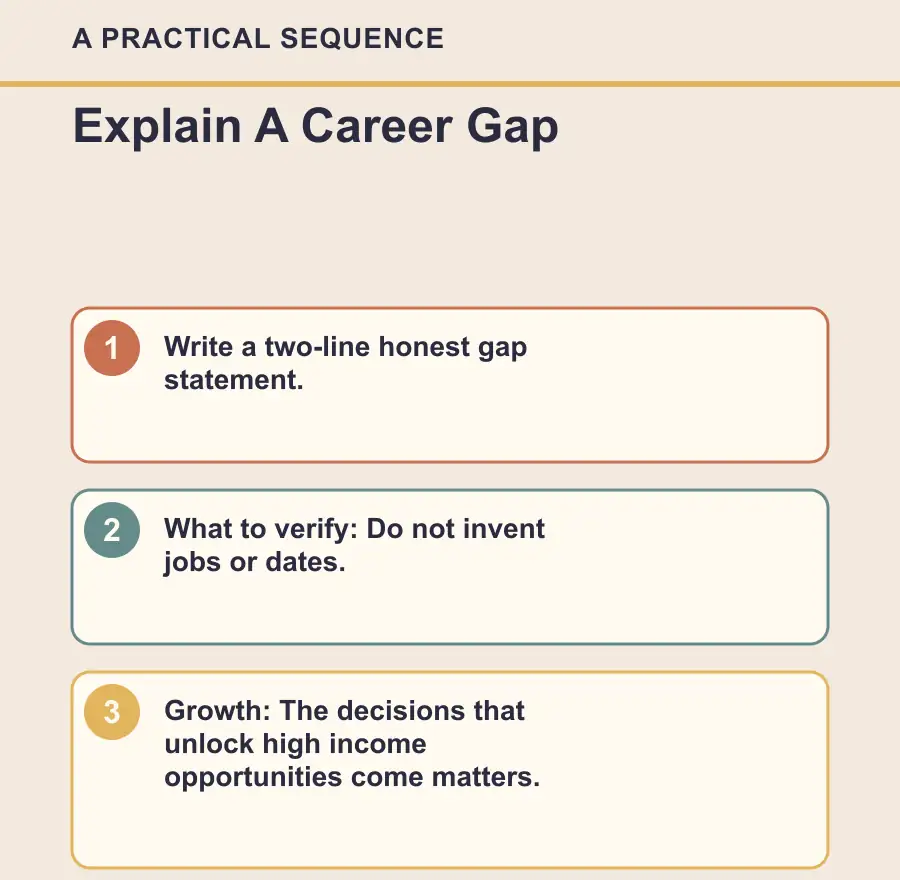 A PRACTICAL SEQUENCE
Explain A Career Gap
1
Write a two-line honest gap
statement.
2
What to verify: Do not invent
jobs or dates.
3
Growth: The decisions that
unlock high income
opportunities come matters.